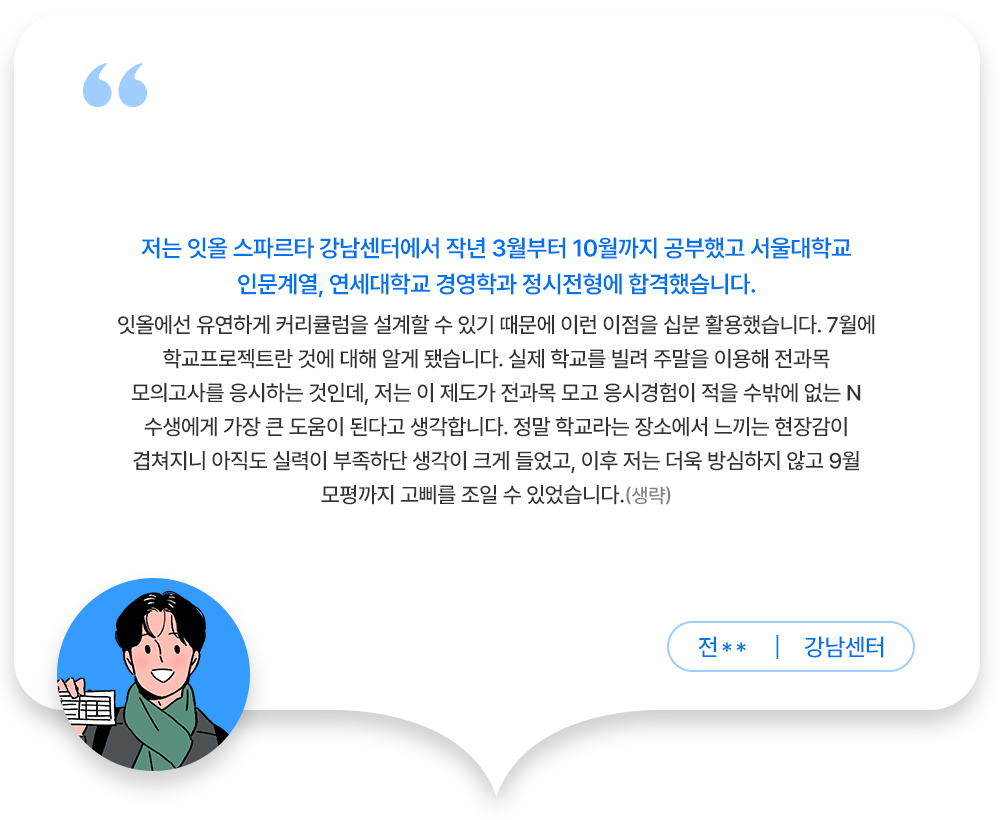 저는 잇올 스파르타 강남센터에서 작년 3월부터 10월까지 공부했고 서울대학교
인문계열, 연세대학교 경영학과 정시전형에 합격했습니다.
잇올에선 유연하게 커리큘럼을 설계할 수 있기 때문에 이런 이점을 십분 활용했습니다. 7월에
학교프로젝트란 것에 대해 알게 됐습니다. 실제 학교를 빌려 주말을 이용해 전과목
모의고사를 응시하는 것인데, 저는 이 제도가 전과목 모고 응시경험이 적을 수밖에 없는 N
수생에게 가장 큰 도움이 된다고 생각합니다. 정말 학교라는 장소에서 느끼는 현장감이
겹쳐지니 아직도 실력이 부족하단 생각이 크게 들었고, 이후 저는 더욱 방심하지 않고 9월
모평까지 고삐를 조일 수 있었습니다.(생략)
전** | 강남센터